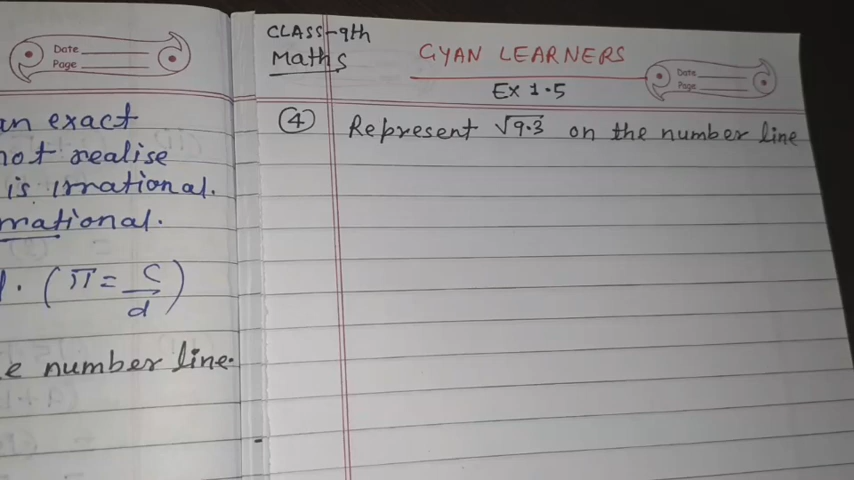 Date
Page
an exact
not realise
is irrational.
rational.
. (π = c/d)
e number line.
CLASS-9th
Maths
GYAN LEARNERS
Ex 1.5
Date
Page
④ Represent √9.3 on the number line